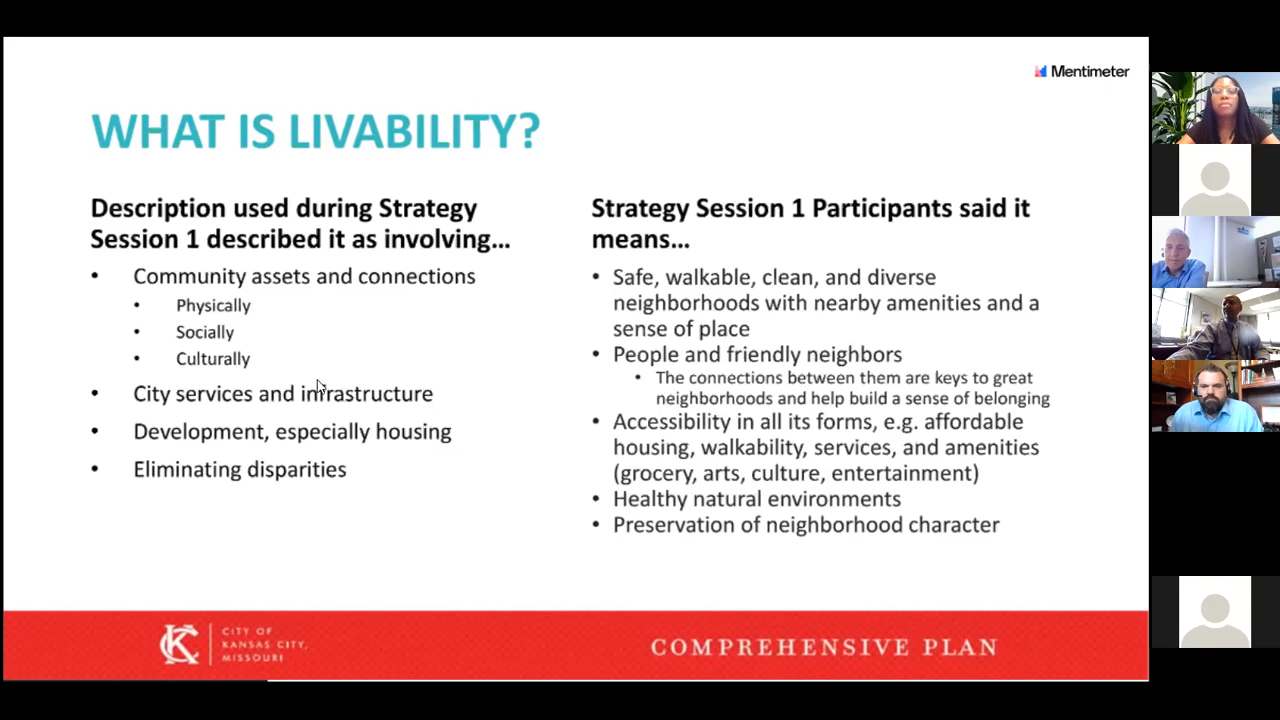 Mentimeter
WHAT IS LIVABILITY?
Description used during Strategy
Session 1 described it as involving...
• Community assets and connections
• Physically
• Socially
• Culturally
• City services and infrastructure
• Development, especially housing
• Eliminating disparities
Strategy Session 1 Participants said it
means...
• Safe, walkable, clean, and diverse
neighborhoods with nearby amenities and a
sense of place
• People and friendly neighbors
• The connections between them are keys to great
neighborhoods and help build a sense of belonging
• Accessibility in all its forms, e.g. affordable
housing, walkability, services, and amenities
(grocery, arts, culture, entertainment)
• Healthy natural environments
• Preservation of neighborhood character
KC
CITY OF
KANSAS CITY,
MISSOURI
COMPREHENSIVE PLAN